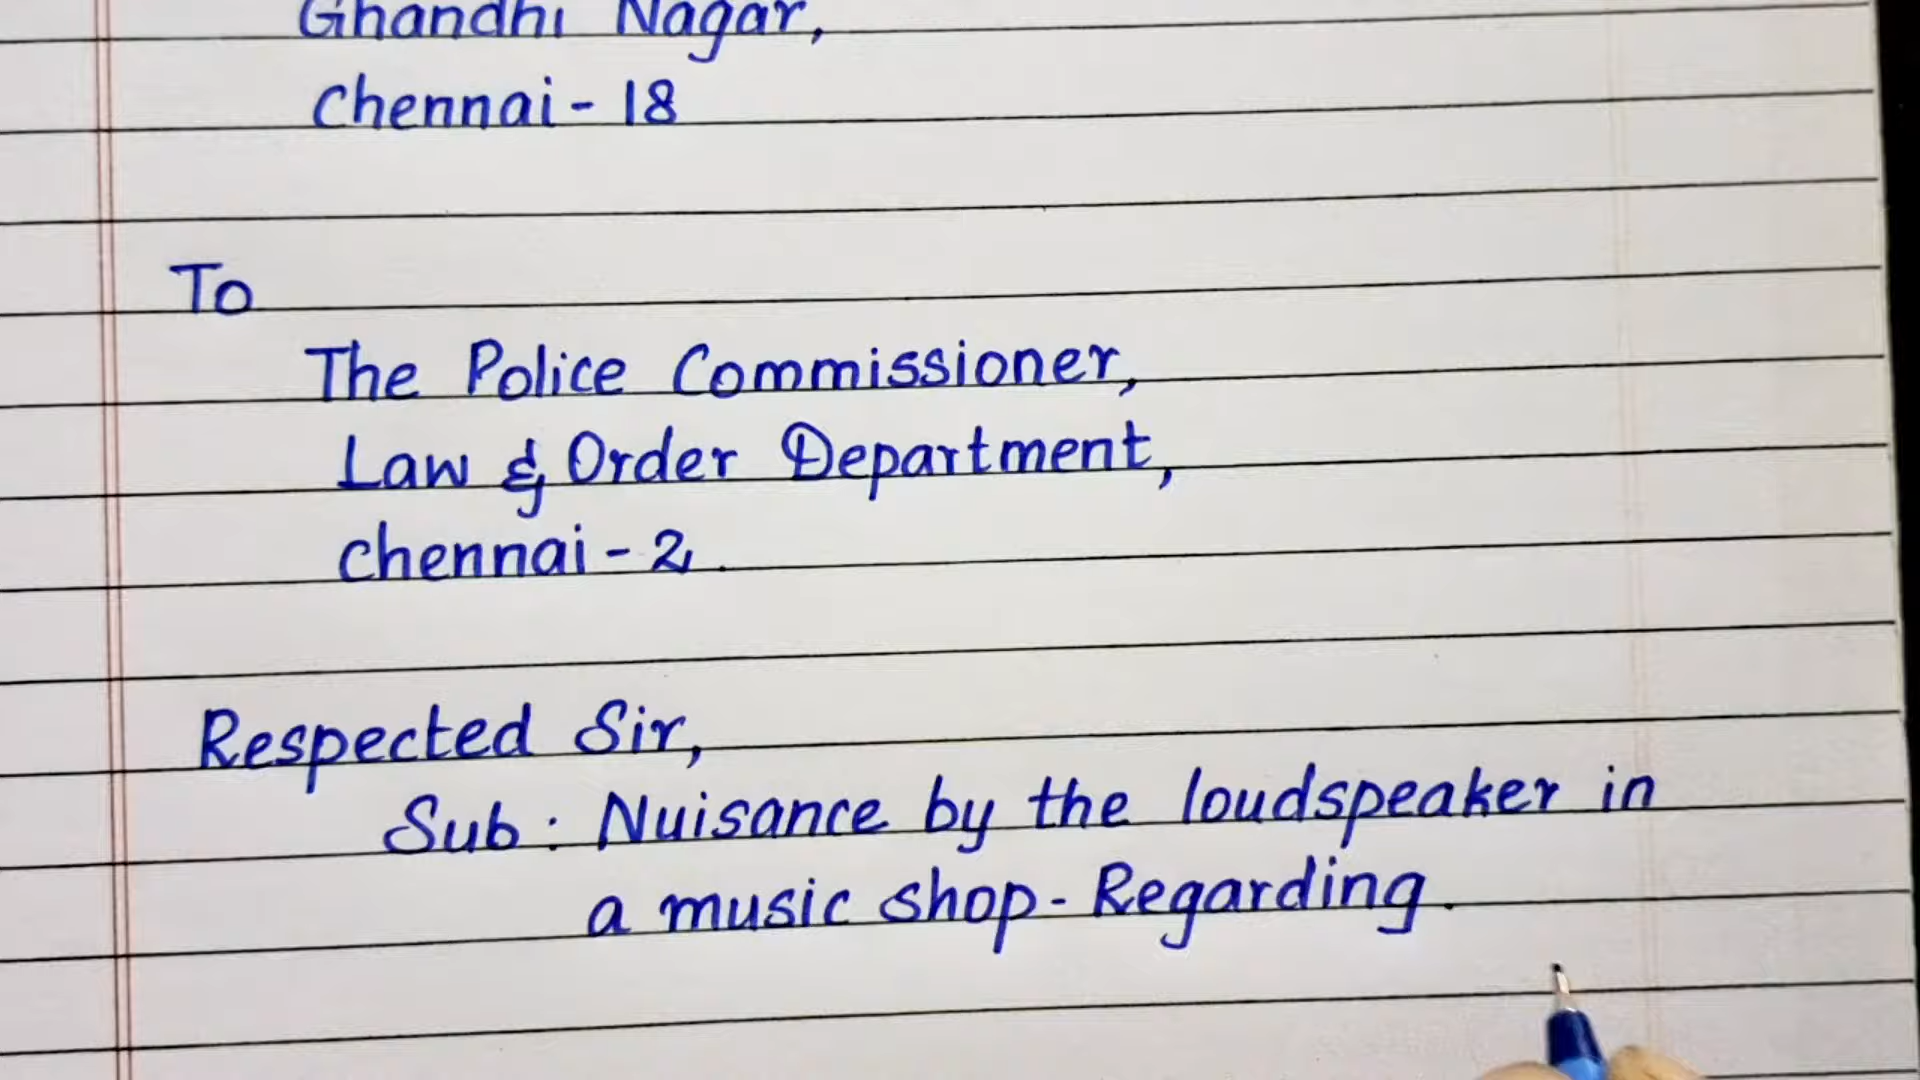 Ghandhi Nagar,
Chennai - 18
To
The Police Commissioner,
Law & Order Department,
Chennai - 2.
Respected Sir,
Sub : Nuisance by the loudspeaker in
a music shop - Regarding.